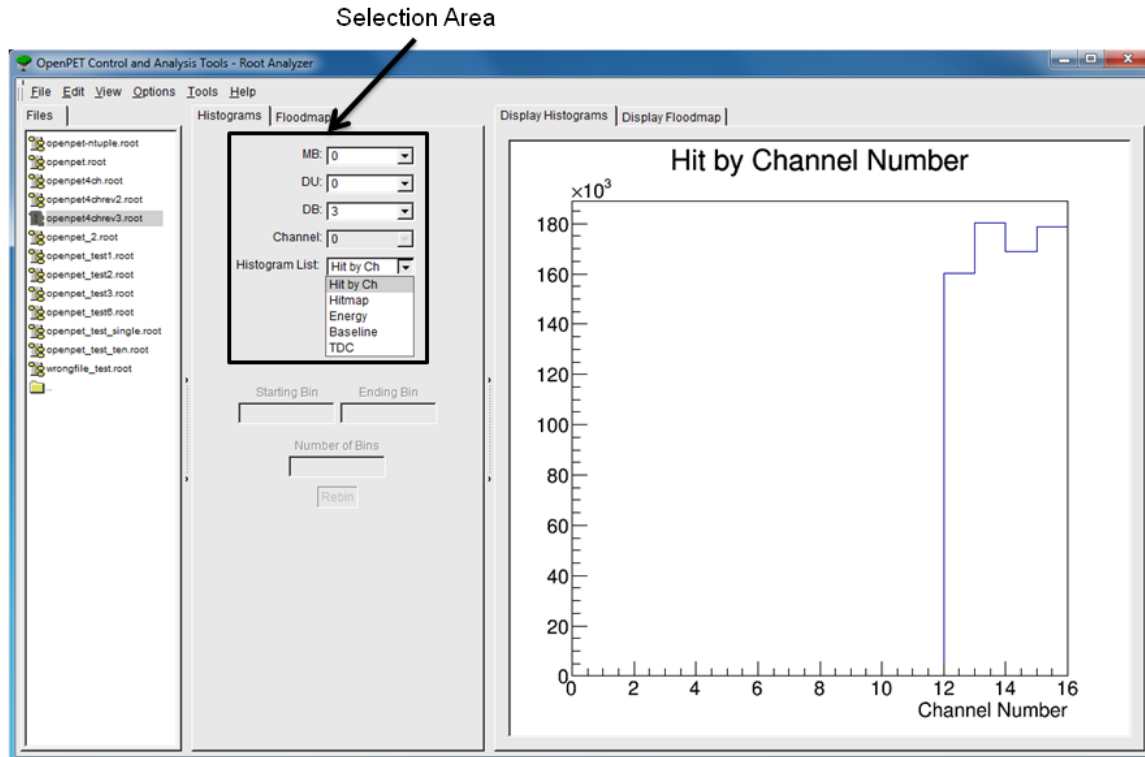 Selection Area
OpenPET Control and Analysis Tools - Root Analyzer
File Edit View Options Tools Help
Files
openpet-ntuple.root
openpet.root
openpet4ch.root
openpet4chrev2.root
openpet4chrev3.root
openpet_2.root
openpet_test1.root
openpet_test2.root
openpet_test3.root
openpet_test6.root
openpet_test_single.root
openpet_test_ten.root
wrongfile_test.root
..
Histograms Floodmap
MB: 0
DU: 0
DB: 3
Channel: 0
Histogram List: Hit by Ch
Hit by Ch
Hitmap
Energy
Baseline
TDC
Starting Bin Ending Bin
Number of Bins
Rebin
Display Histograms Display Floodmap
Hit by Channel Number
×10³
180
160
140
120
100
80
60
40
20
0
0 2 4 6 8 10 12 14 16
Channel Number